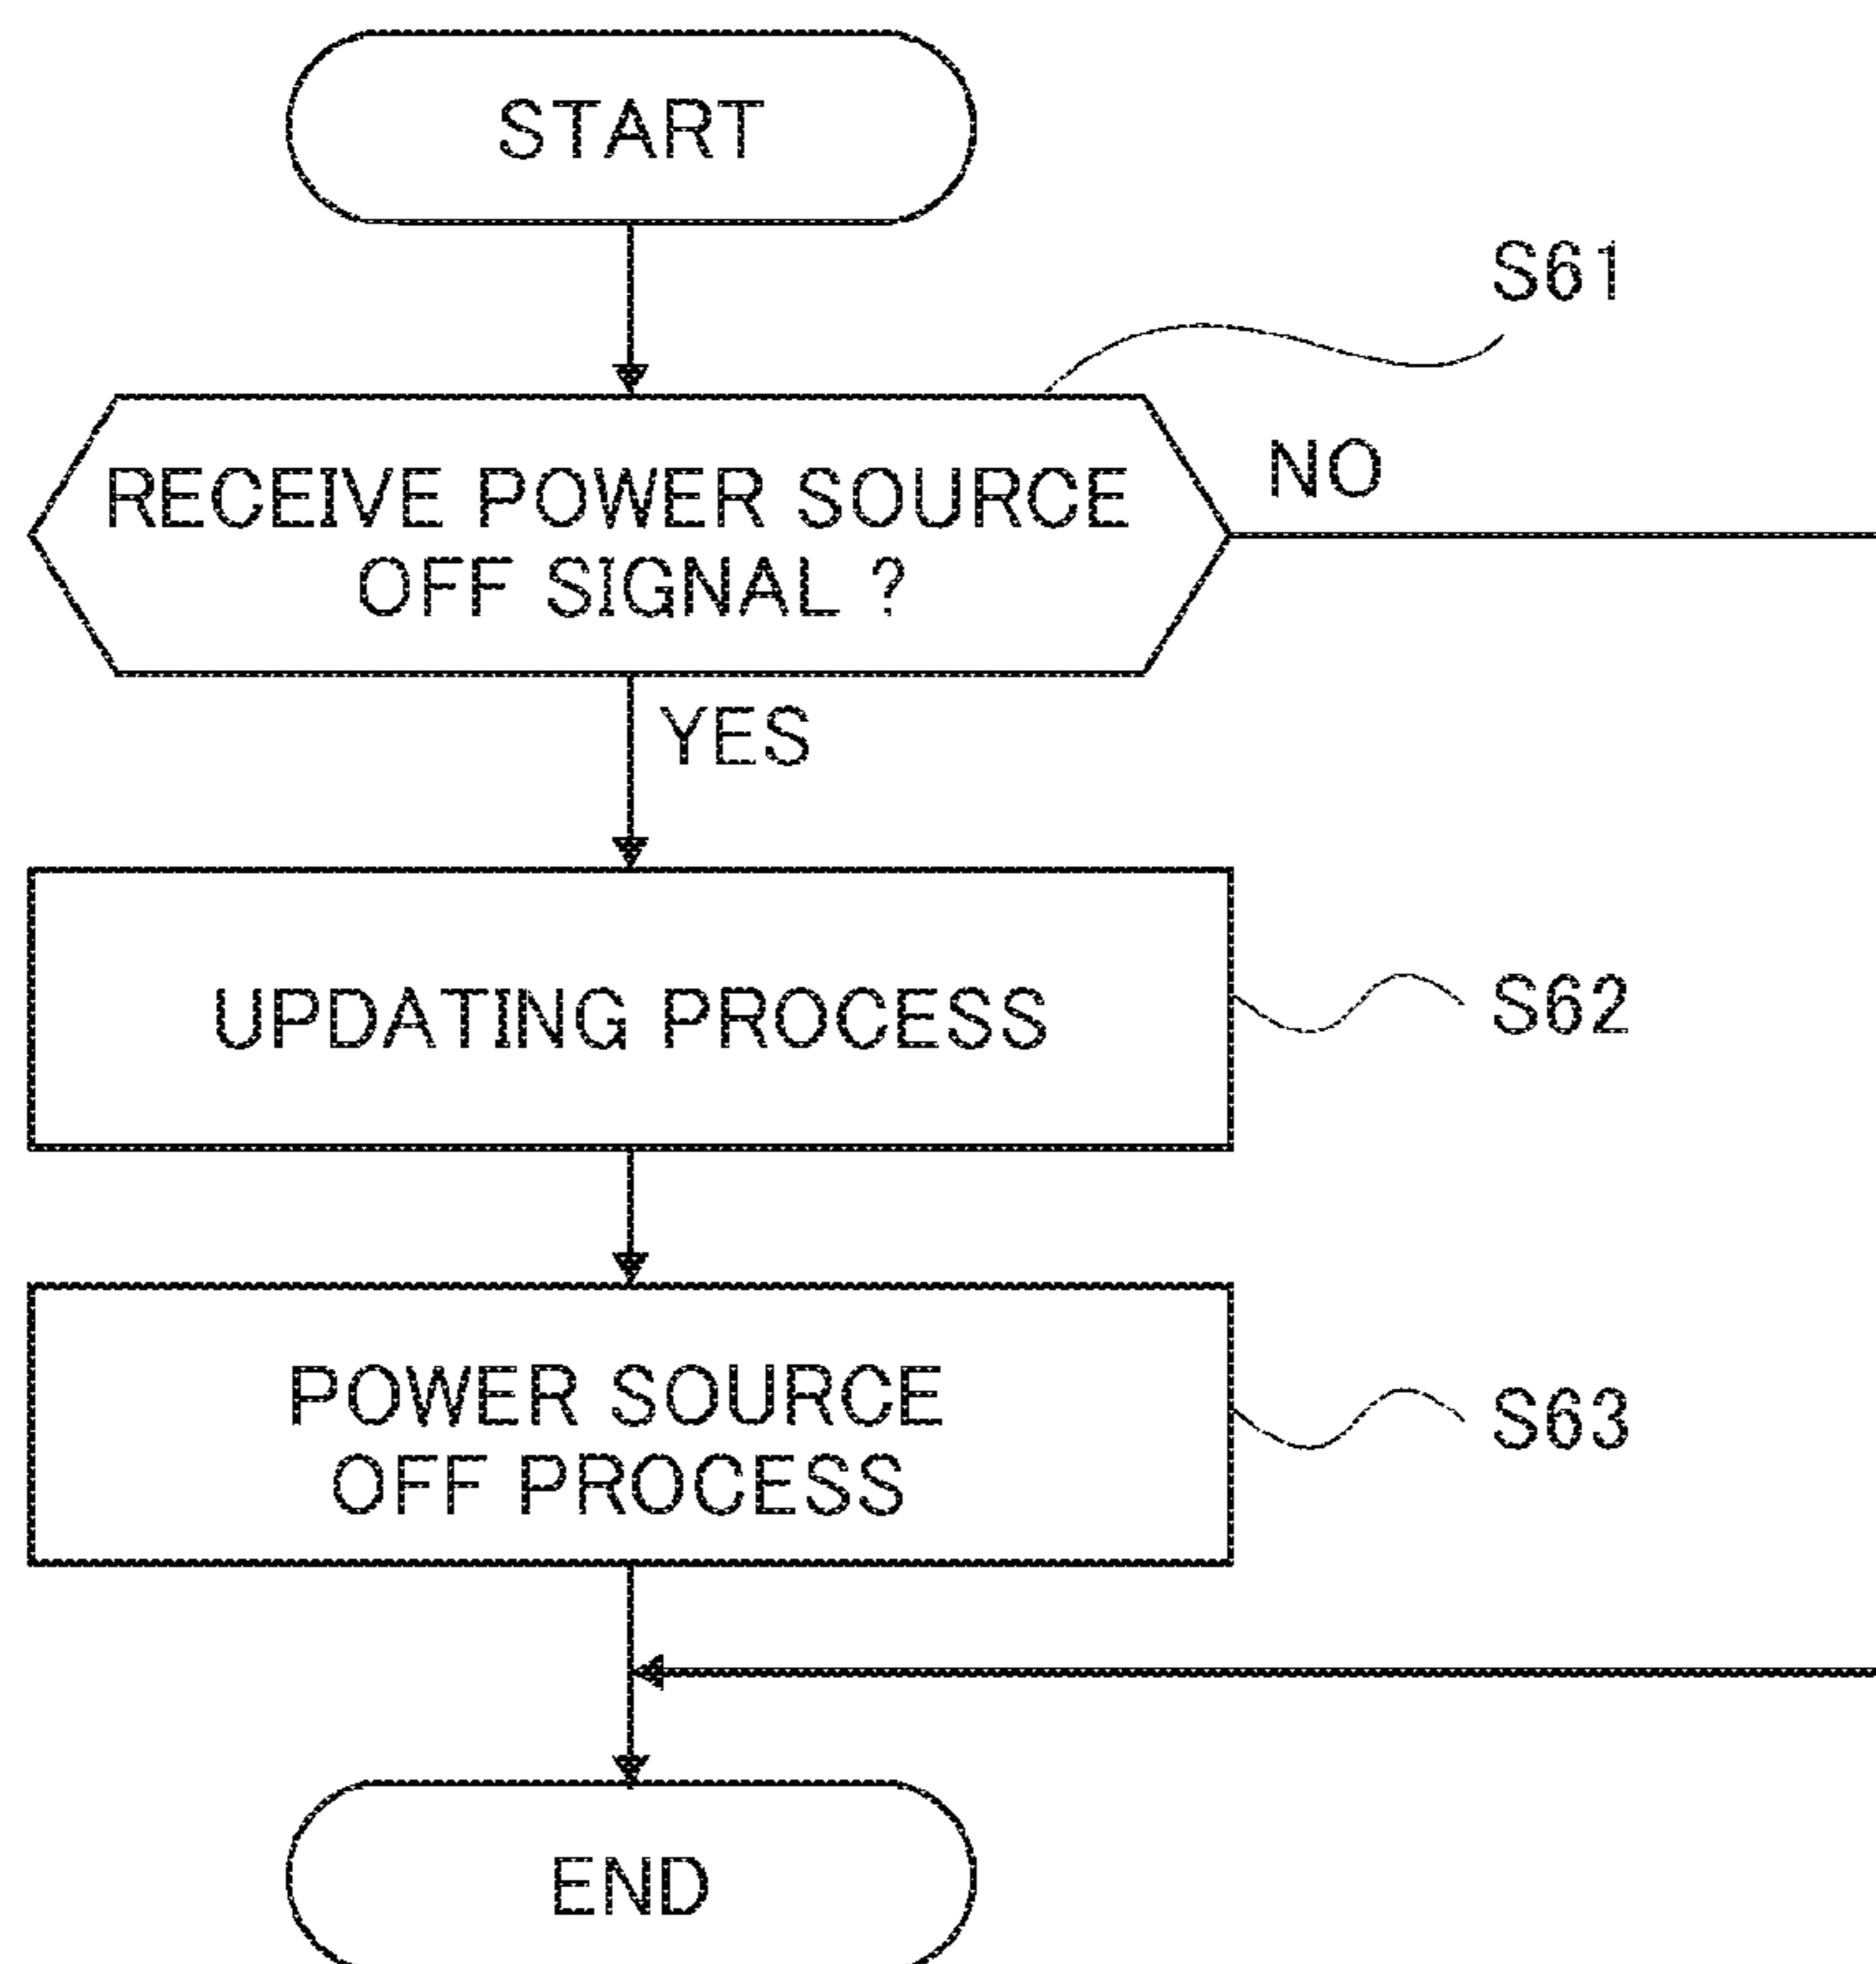 START
S61
RECEIVE POWER SOURCE
OFF SIGNAL ?
NO
YES
UPDATING PROCESS
S62
POWER SOURCE
OFF PROCESS
S63
END